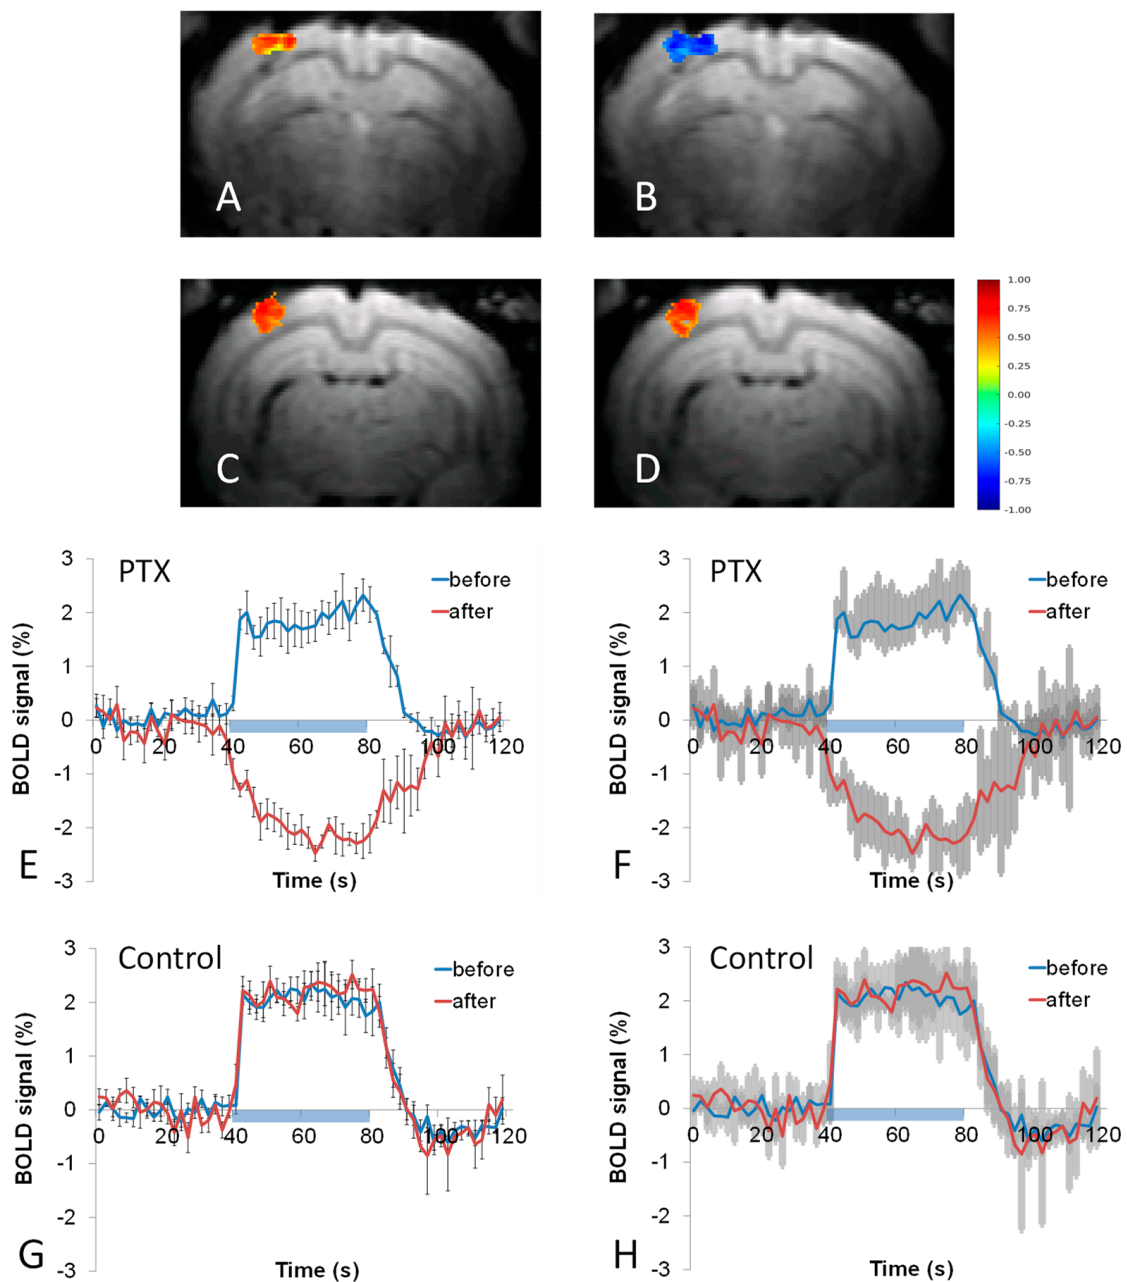 A
B
C
D
1.00
0.75
0.50
0.25
0.00
-0.25
-0.50
-0.75
-1.00
PTX
before
after
3
2
1
0
-1
-2
-3
0 20 40 60 80 100 120
BOLD signal (%)
Time (s)
E
PTX
before
after
3
2
1
0
-1
-2
-3
0 20 40 60 80 100 120
BOLD signal (%)
Time (s)
F
Control
before
after
3
2
1
0
-1
-2
-3
0 20 40 60 80 100 120
BOLD signal (%)
Time (s)
G
Control
before
after
3
2
1
0
-1
-2
-3
0 20 40 60 80 100 120
BOLD signal (%)
Time (s)
H